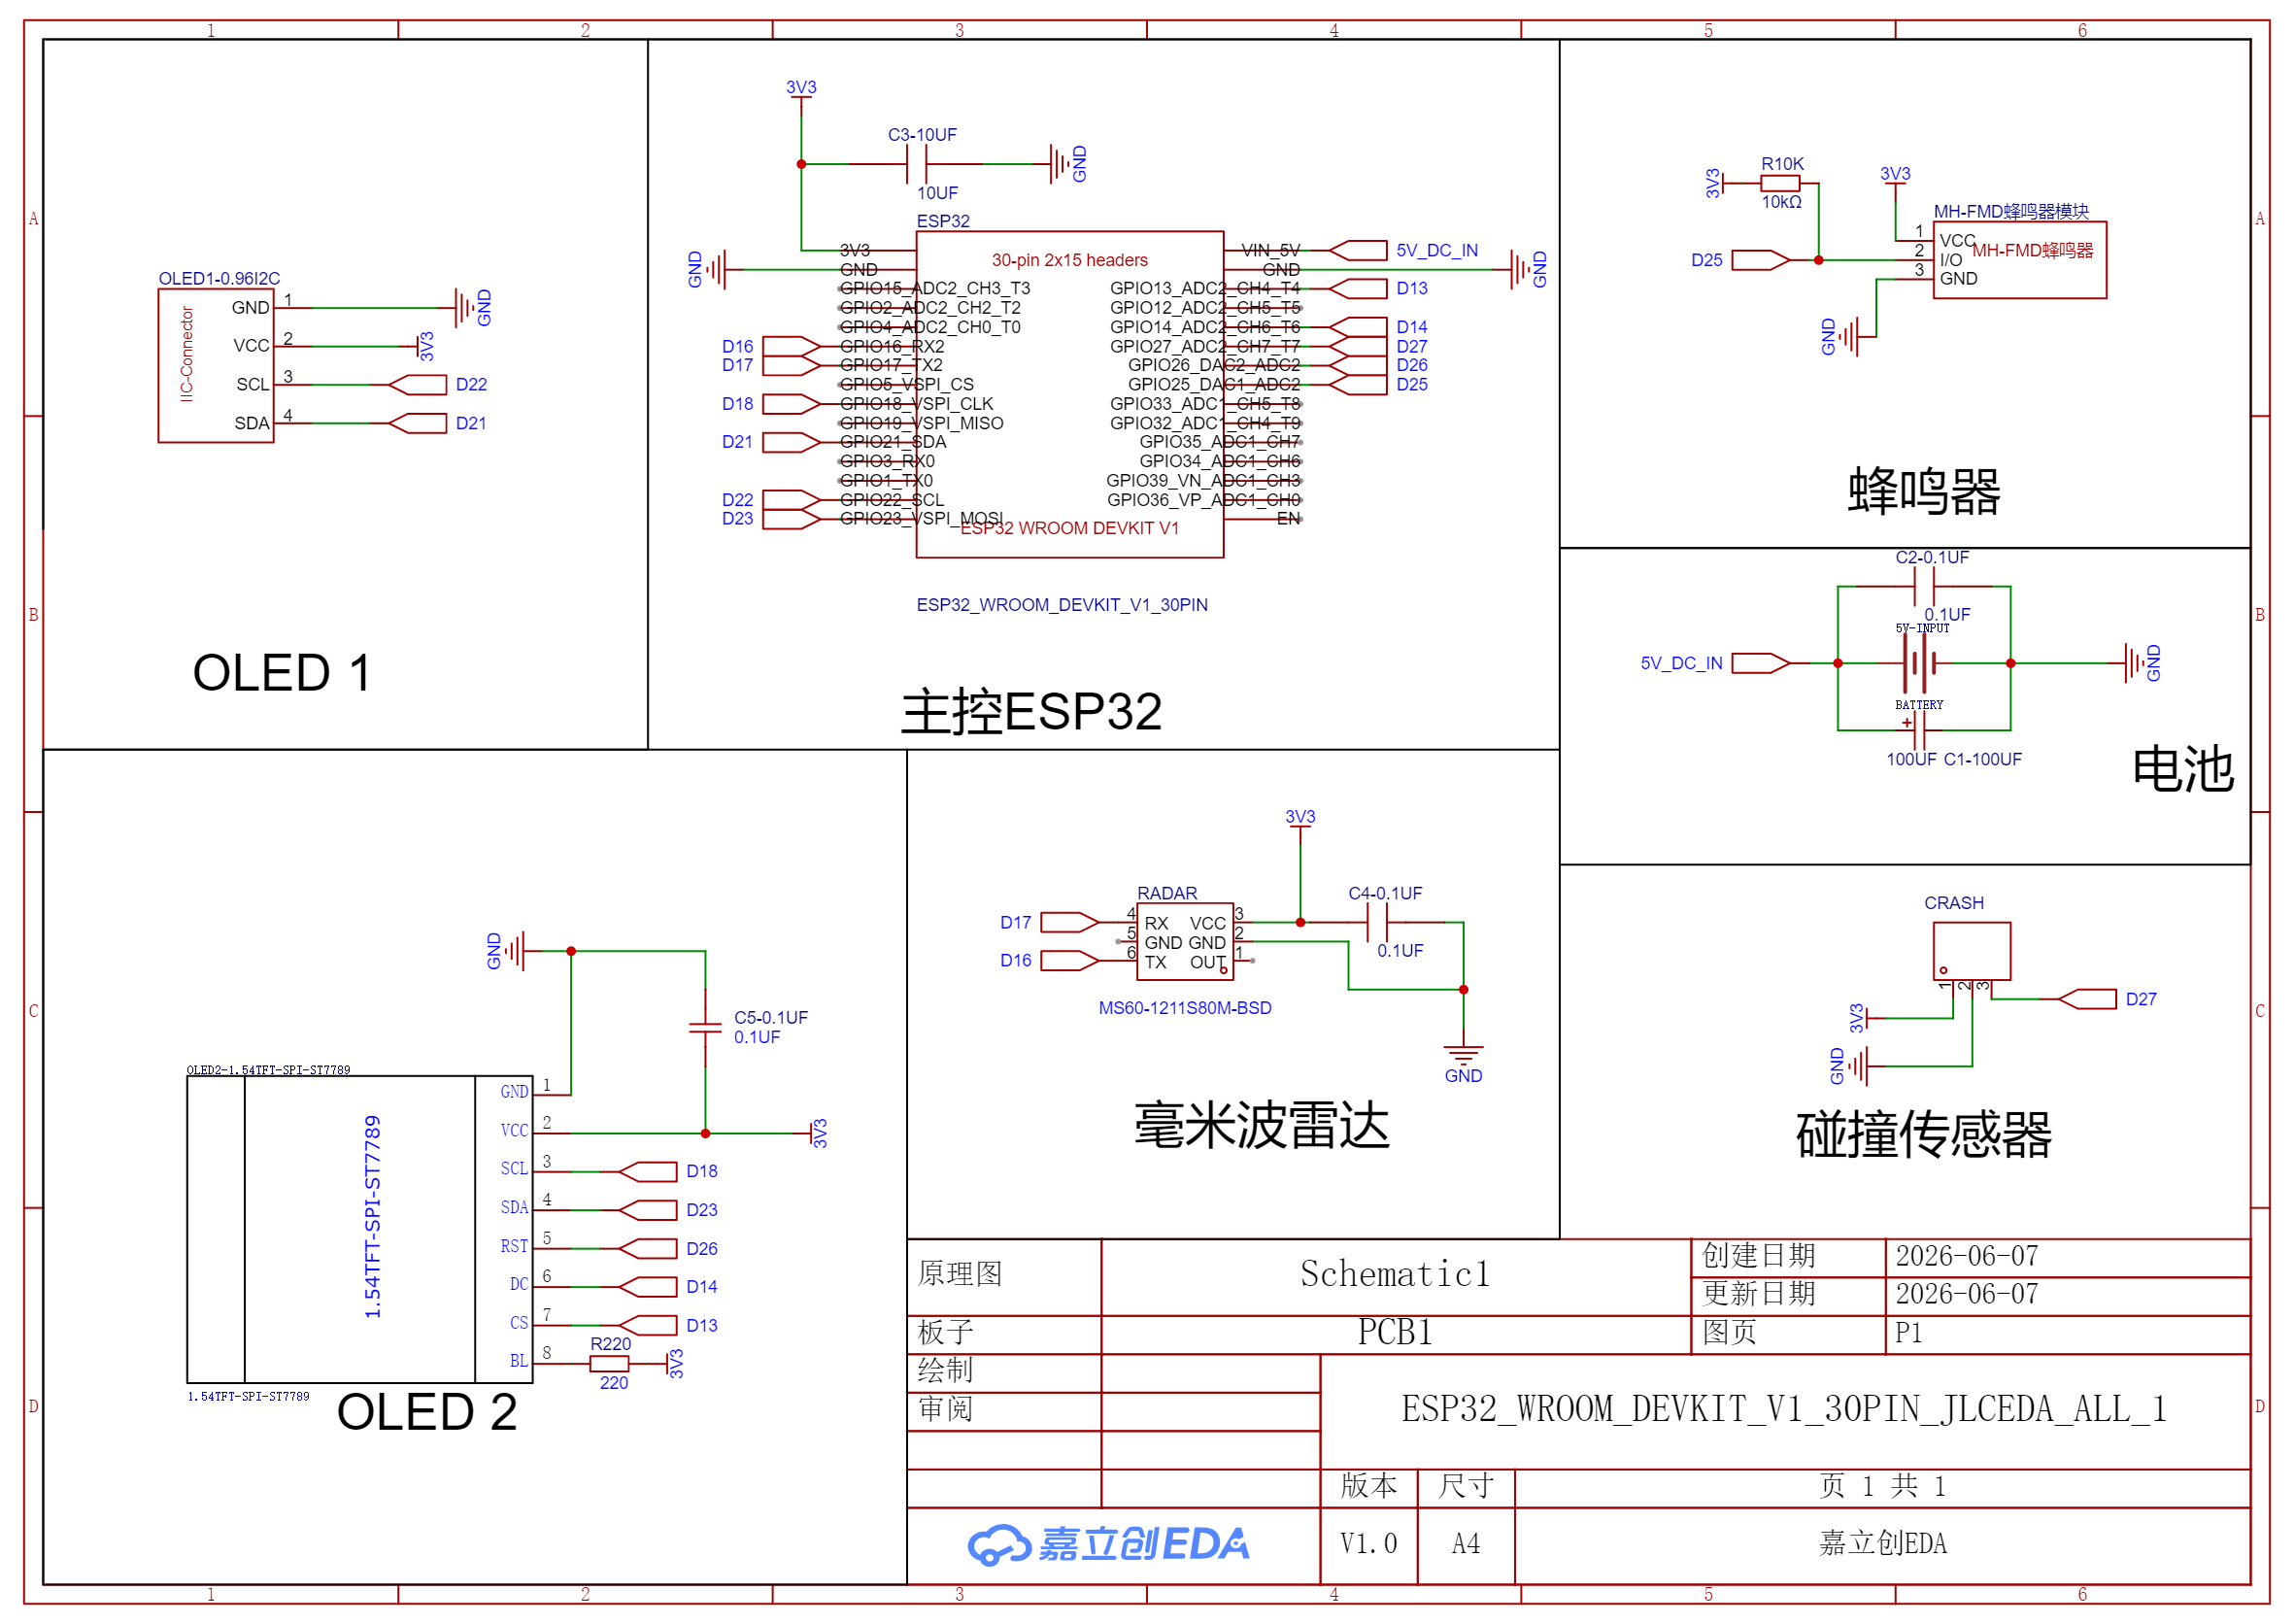 1 2 3 4 5 6
A
B
C
D
OLED1-0.96I2C
IIC-Connector
GND 1 GND
VCC 2 3V3
SCL 3 D22
SDA 4 D21
OLED 1
3V3
C3-10UF
10UF
GND
ESP32
30-pin 2x15 headers
3V3
GND GND
GPIO15_ADC2_CH3_T3
GPIO2_ADC2_CH2_T2
GPIO4_ADC2_CH0_T0
D16 GPIO16_RX2
D17 GPIO17_TX2
GPIO5_VSPI_CS
D18 GPIO18_VSPI_CLK
GPIO19_VSPI_MISO
D21 GPIO21_SDA
GPIO3_RX0
GPIO1_TX0
D22 GPIO22_SCL
D23 GPIO23_VSPI_MOSI
VIN_5V 5V_DC_IN
GND GND
GPIO13_ADC2_CH4_T4 D13
GPIO12_ADC2_CH5_T5
GPIO14_ADC2_CH6_T6 D14
GPIO27_ADC2_CH7_T7 D27
GPIO26_DAC2_ADC2 D26
GPIO25_DAC1_ADC2 D25
GPIO33_ADC1_CH5_T8
GPIO32_ADC1_CH4_T9
GPIO35_ADC1_CH7
GPIO34_ADC1_CH6
GPIO39_VN_ADC1_CH3
GPIO36_VP_ADC1_CH0
EN
ESP32 WROOM DEVKIT V1
ESP32_WROOM_DEVKIT_V1_30PIN
主控ESP32
R10K
3V3
10kΩ
3V3
MH-FMD蜂鸣器模块
MH-FMD蜂鸣器
1 VCC
D25 2 I/O
3 GND
GND
蜂鸣器
C2-0.1UF
0.1UF
5V-INPUT
5V_DC_IN
GND
BATTERY
+
100UF C1-100UF
电池
GND
C5-0.1UF
0.1UF
OLED2-1.54TFT-SPI-ST7789
1.54TFT-SPI-ST7789
GND 1
VCC 2 3V3
SCL 3 D18
SDA 4 D23
RST 5 D26
DC 6 D14
CS 7 D13
BL 8 R220
220
3V3
1.54TFT-SPI-ST7789
OLED 2
3V3
RADAR
C4-0.1UF
0.1UF
D17 4 RX VCC 3
5 GND GND 2
D16 6 TX OUT 1
MS60-1211S80M-BSD
GND
毫米波雷达
CRASH
1 2 3
D27
3V3
GND
碰撞传感器
原理图 Schematic1 创建日期 2026-06-07
更新日期 2026-06-07
板子 PCB1 图页 P1
绘制
审阅
ESP32_WROOM_DEVKIT_V1_30PIN_JLCEDA_ALL_1
版本 尺寸 页 1 共 1
嘉立创EDA V1.0 A4 嘉立创EDA
A
B
C
D
1 2 3 4 5 6